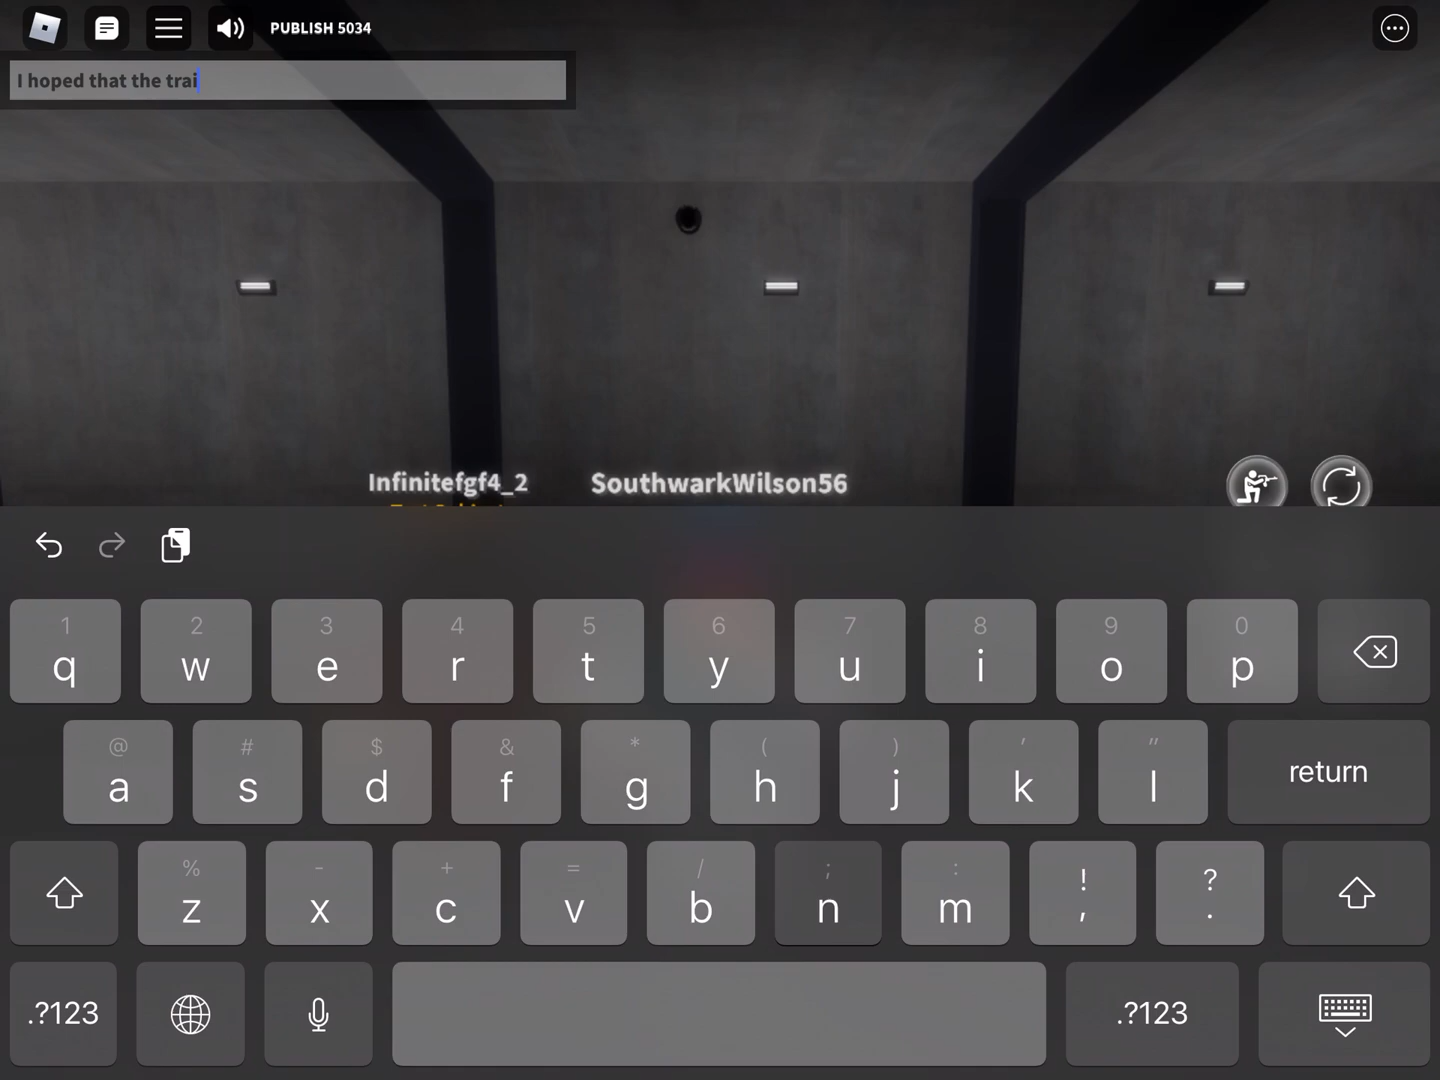 PUBLISH 5034
I hoped that the trai
Infinitefgf4_2
SouthwarkWilson56
1 2 3 4 5 6 7 8 9 0
q w e r t y u i o p
@ # $ & * ( ) ' "
a s d f g h j k l return
% - + = / ; : ! ?
z x c v b n m , .
.?123 .?123